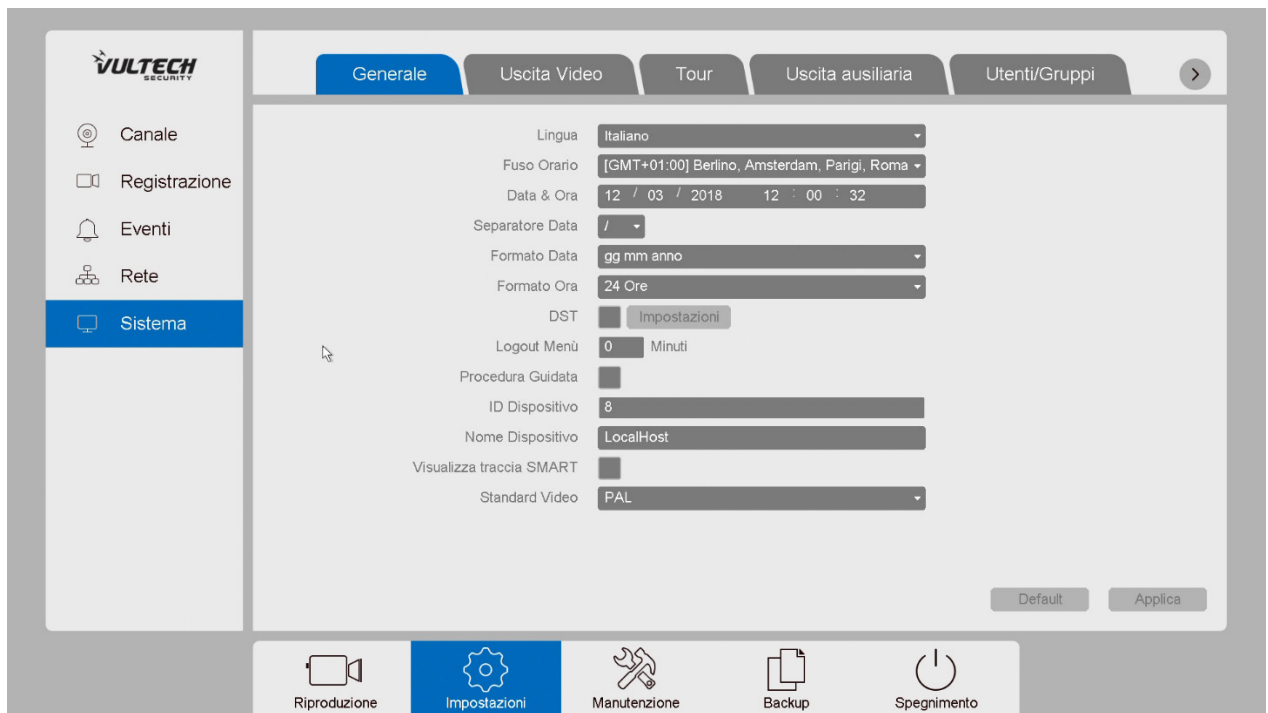 VULTECH
SECURITY
Generale Uscita Video Tour Uscita ausiliaria Utenti/Gruppi
Canale
Registrazione
Eventi
Rete
Sistema
Lingua Italiano
Fuso Orario [GMT+01:00] Berlino, Amsterdam, Parigi, Roma
Data & Ora 12 / 03 / 2018 12 : 00 : 32
Separatore Data /
Formato Data gg mm anno
Formato Ora 24 Ore
DST Impostazioni
Logout Menù 0 Minuti
Procedura Guidata
ID Dispositivo 8
Nome Dispositivo LocalHost
Visualizza traccia SMART
Standard Video PAL
Default Applica
Riproduzione Impostazioni Manutenzione Backup Spegnimento